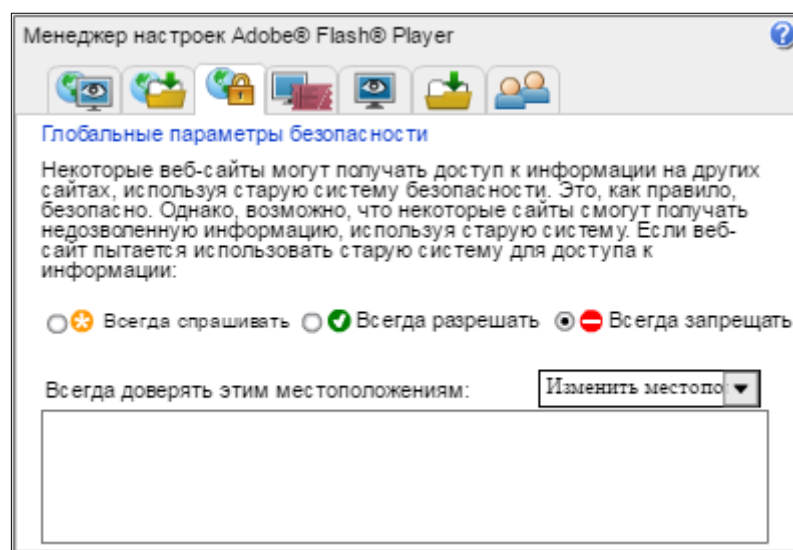 Менеджер настроек Adobe® Flash® Player
?
Глобальные параметры безопасности
Некоторые веб-сайты могут получать доступ к информации на других
сайтах, используя старую систему безопасности. Это, как правило,
безопасно. Однако, возможно, что некоторые сайты смогут получать
недозволенную информацию, используя старую систему. Если веб-
сайт пытается использовать старую систему для доступа к
информации:
Всегда спрашивать Всегда разрешать Всегда запрещать
Всегда доверять этим местоположениям: Изменить местопо